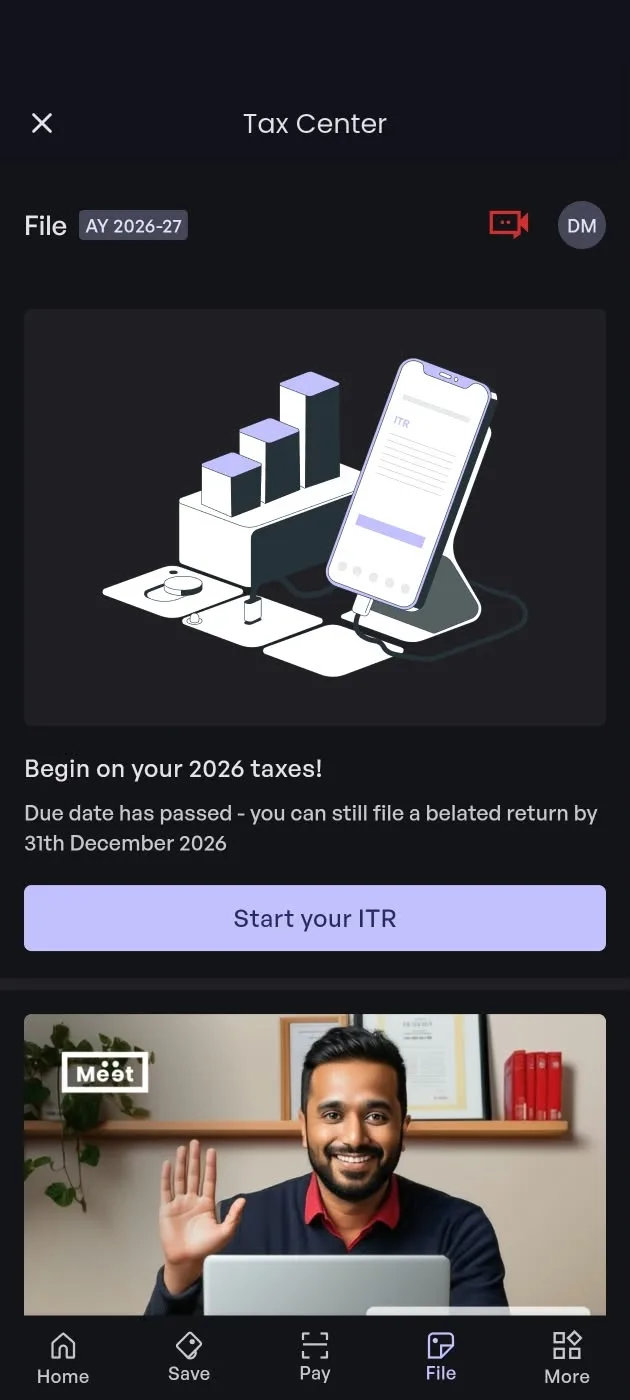 Tax Center
File
AY 2026-27
DM
ITR
Begin on your 2026 taxes!
Due date has passed - you can still file a belated return by
31th December 2026
Start your ITR
Meet
Home
Save
Pay
File
More